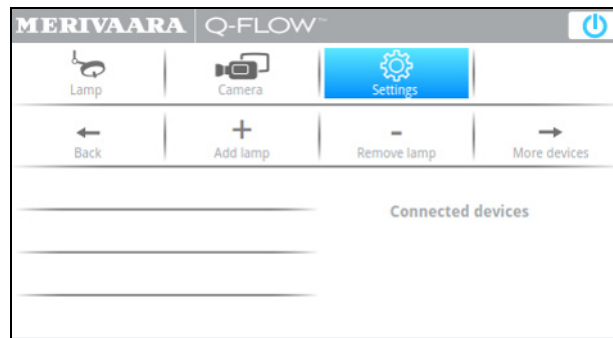 MERIVAARA Q-FLOW™
Lamp Camera Settings
Back Add lamp Remove lamp More devices
Connected devices